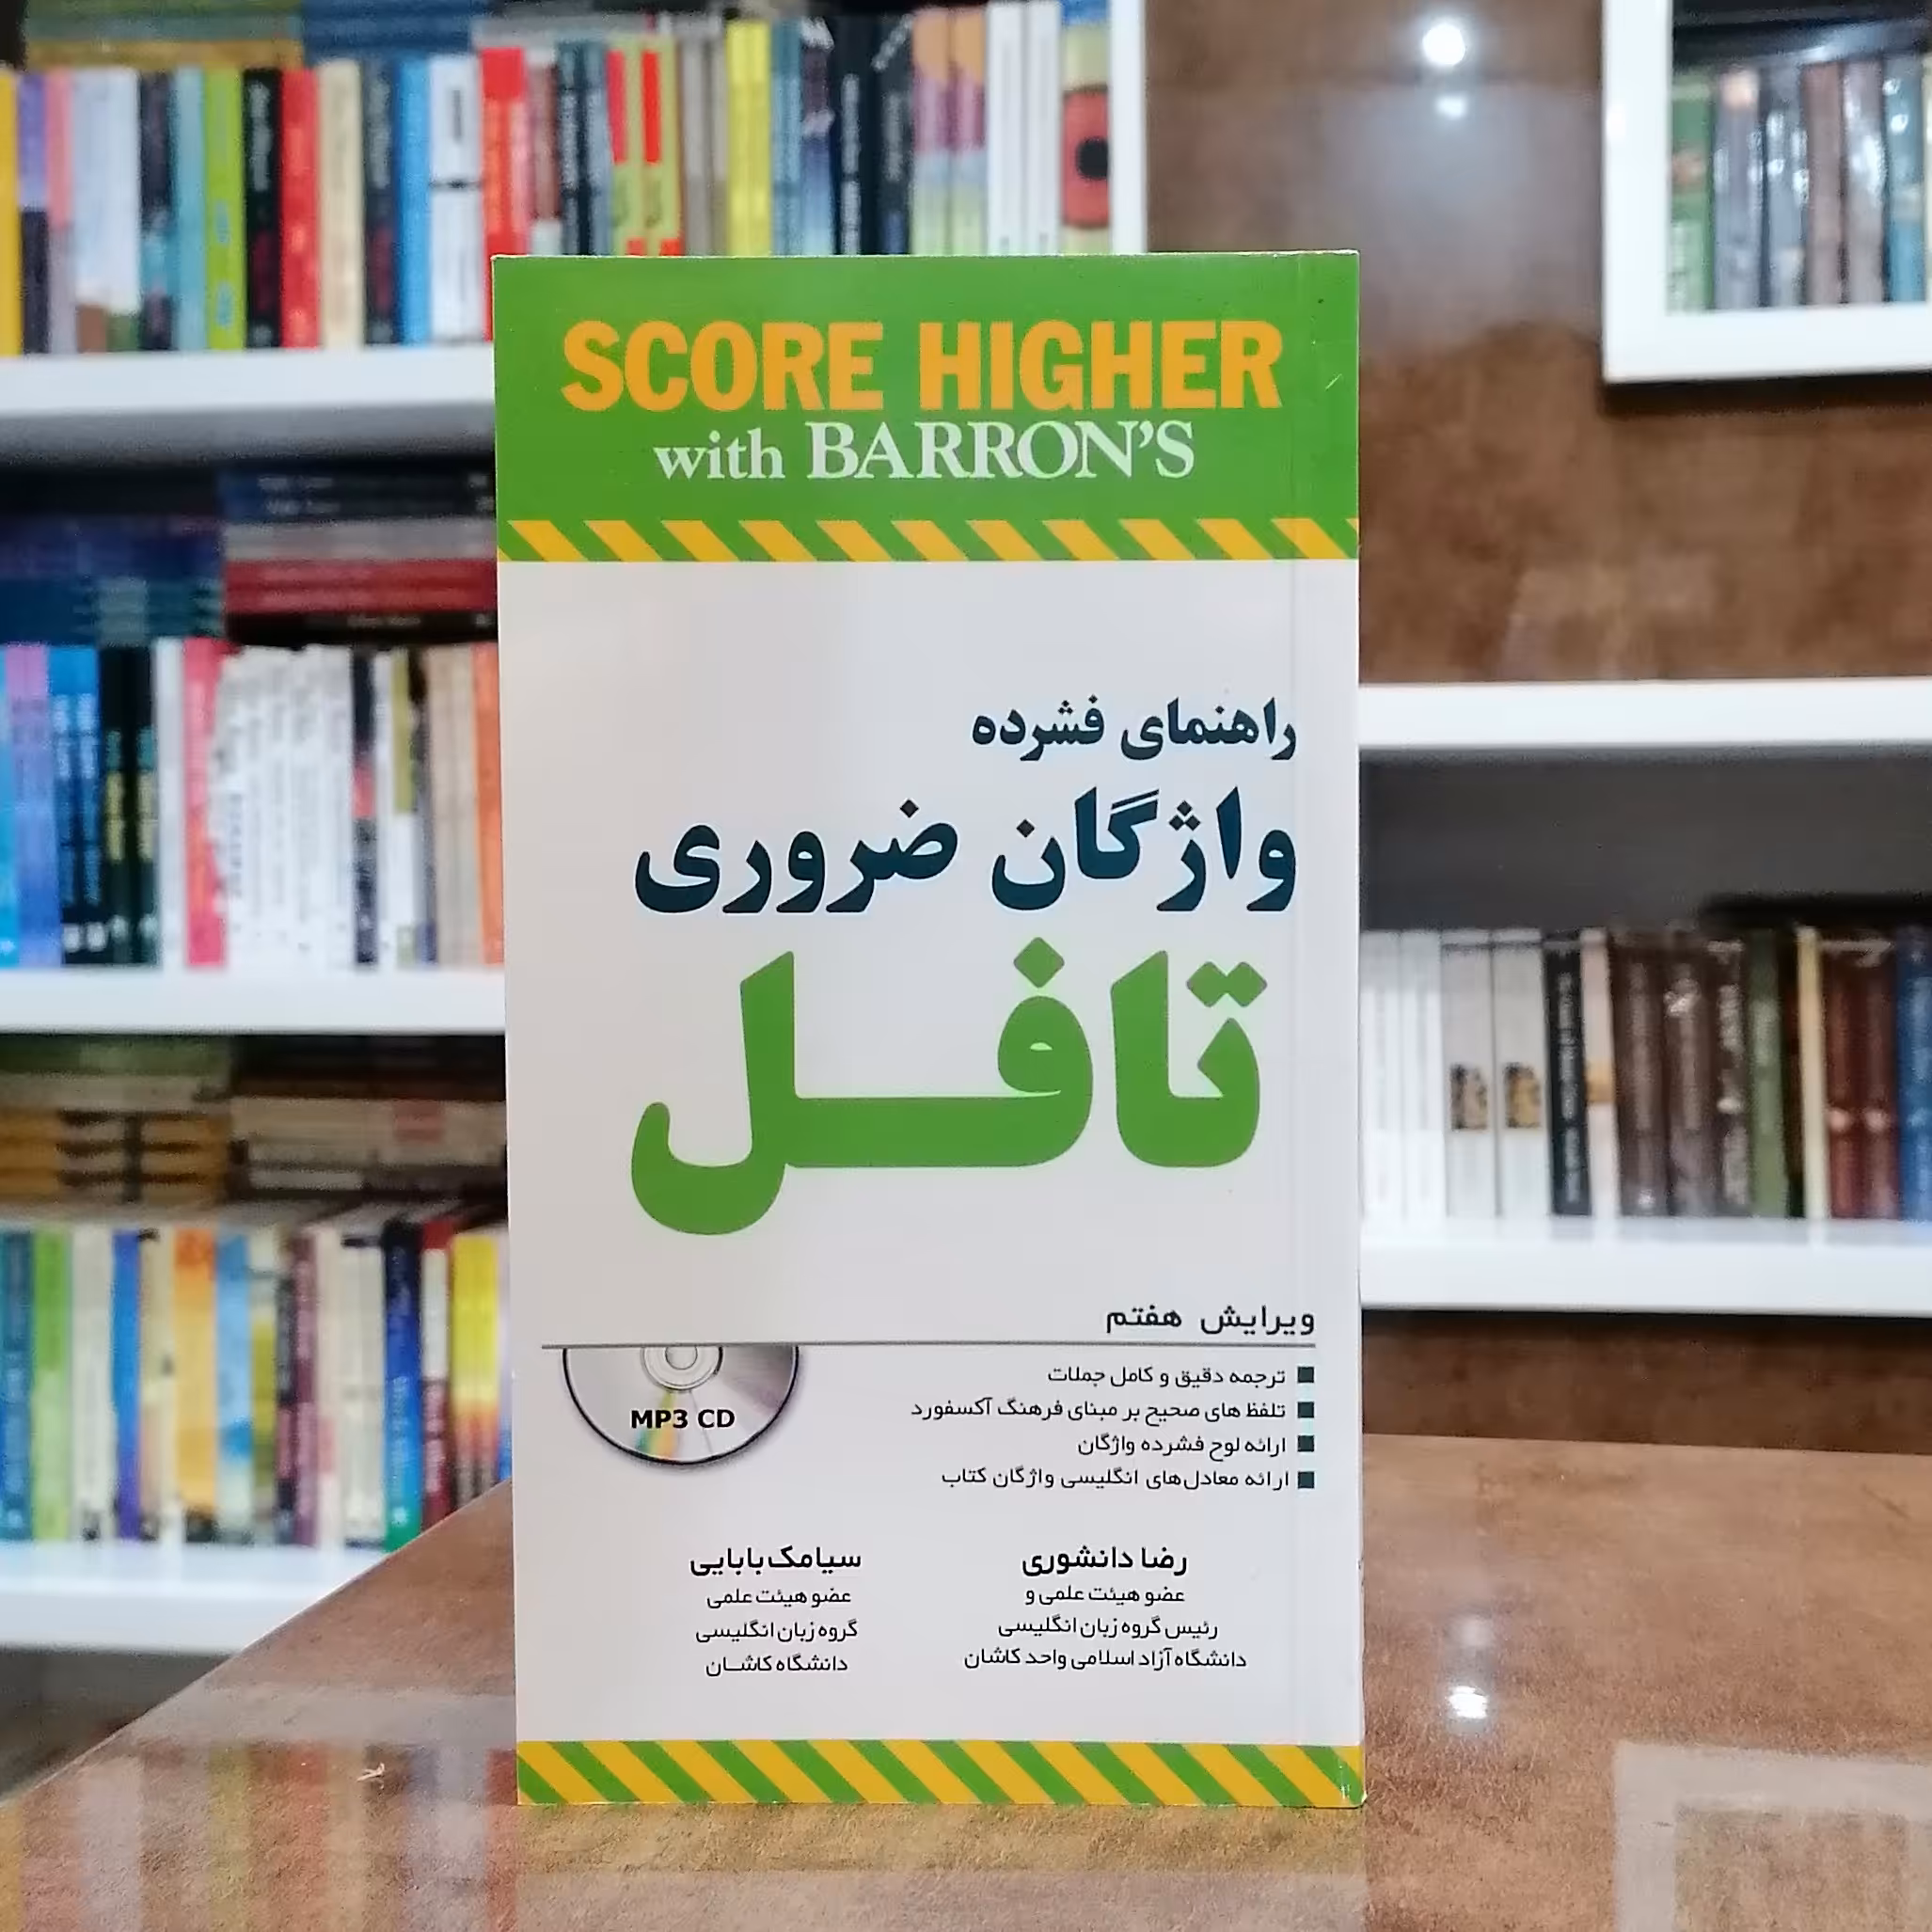 SCORE HIGHER
with BARRON'S
راهنمای فشرده
واژگان ضروری
تافل
ویرایش هفتم
ترجمه دقیق و کامل جملات
تلفظ های صحیح بر مبنای فرهنگ آکسفورد
ارائه لوح فشرده واژگان
ارائه معادل‌های انگلیسی واژگان کتاب
MP3 CD
رضا دانشوری
عضو هیئت علمی و
رئیس گروه زبان انگلیسی
دانشگاه آزاد اسلامی واحد کاشان
سیامک بابایی
عضو هیئت علمی
گروه زبان انگلیسی
دانشگاه کاشان